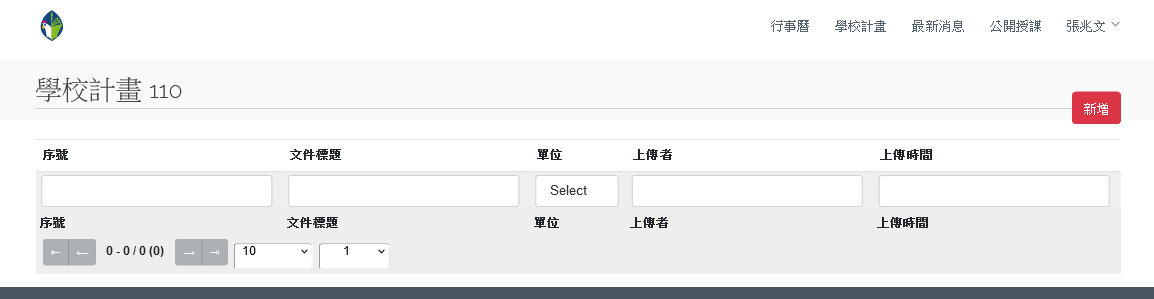 行事曆 學校計畫 最新消息 公開授課 張兆文
學校計畫 110
新增
序號 文件標題 單位 上傳者 上傳時間
Select
序號 文件標題 單位 上傳者 上傳時間
⇤ ← 0 - 0 / 0 (0) → ⇥ 10 1